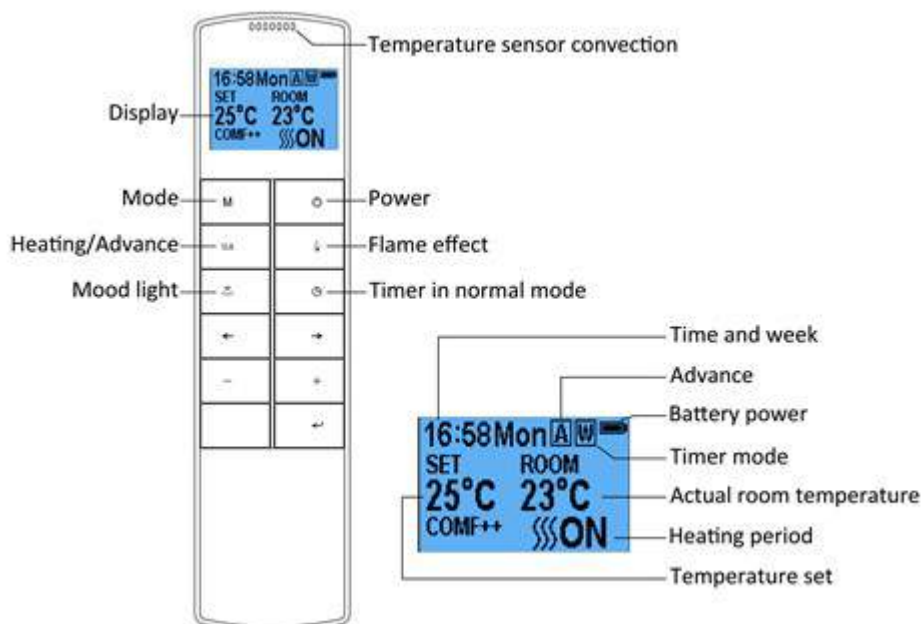 Temperature sensor convection
16:58Mon A W
SET ROOM
25°C 23°C
COMF++ ON
Display
Mode
M
Power
Heating/Advance
Flame effect
Mood light
Timer in normal mode
Time and week
Advance
Battery power
16:58Mon A W
Timer mode
SET ROOM
25°C 23°C
Actual room temperature
COMF++ ON
Heating period
Temperature set